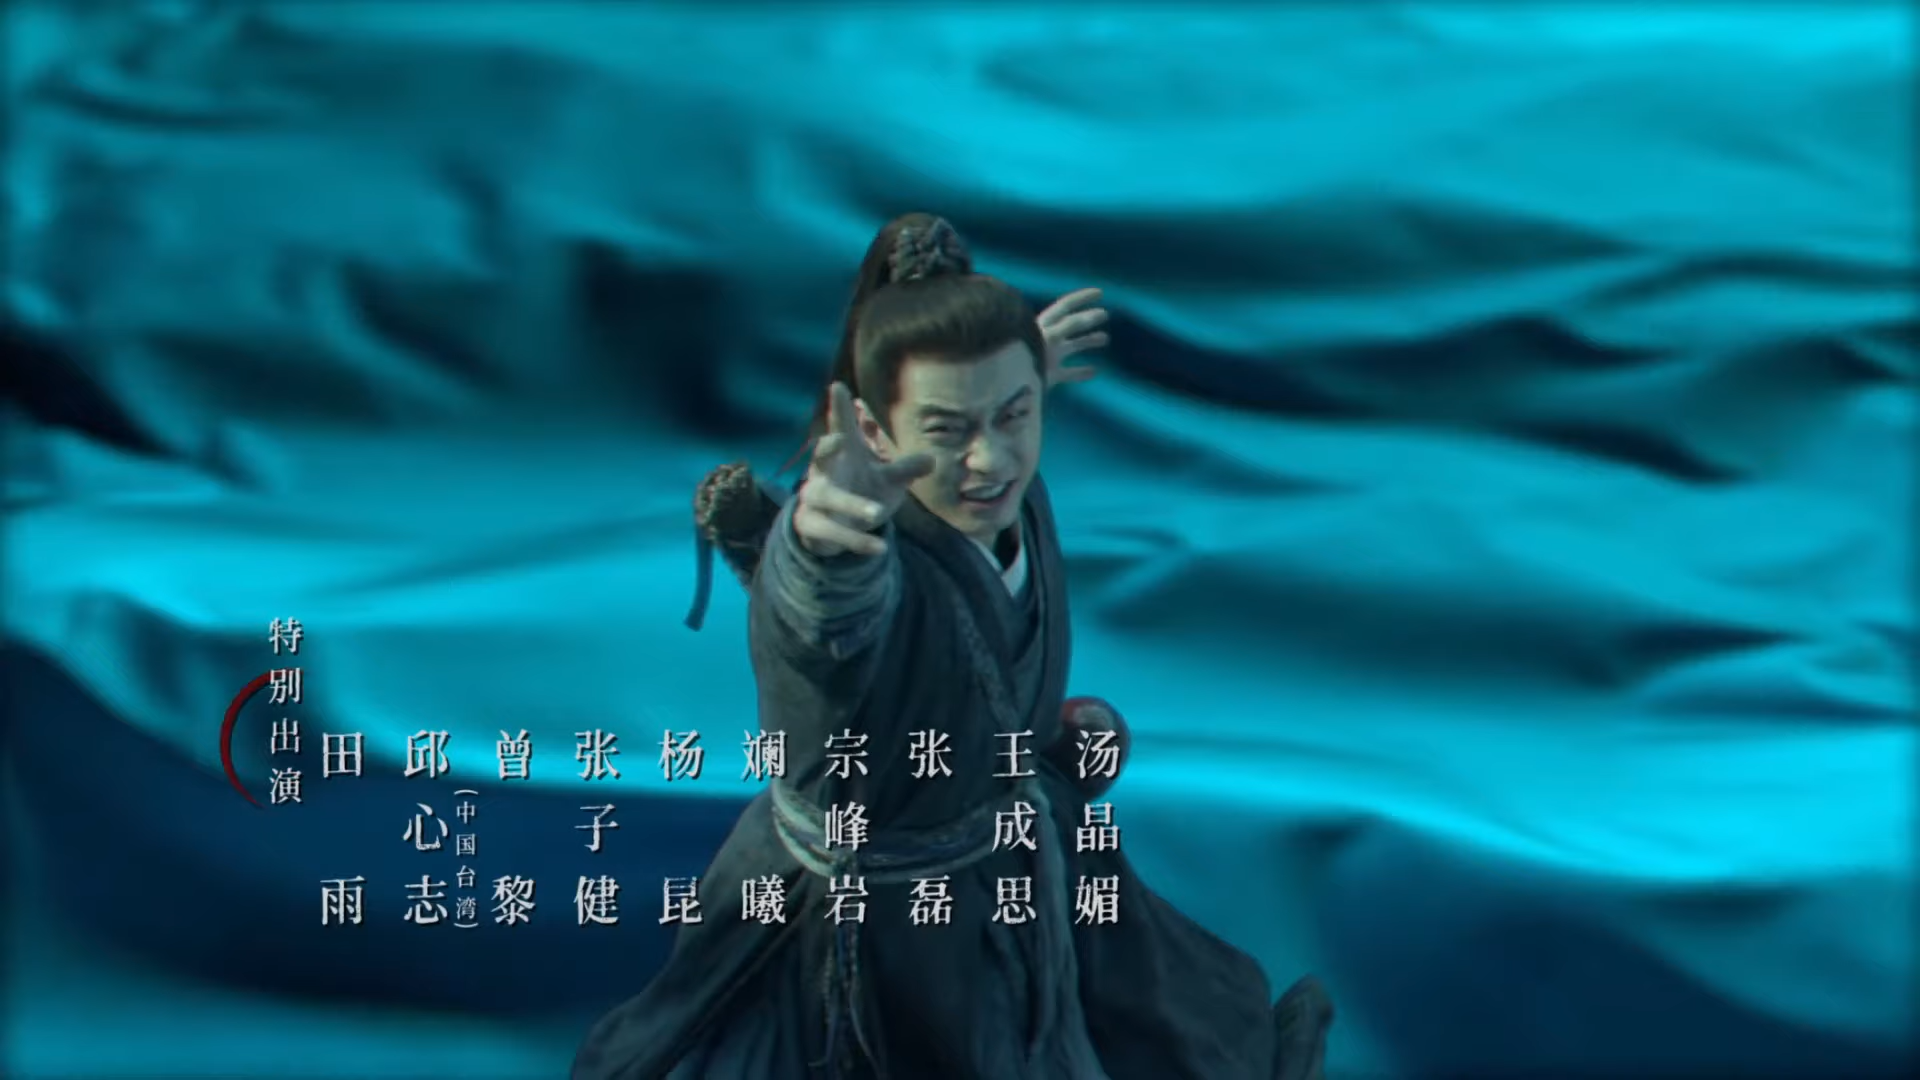 特别出演
田雨
邱心志(中国台湾)
曾黎
张子健
杨昆
斓曦
宗峰岩
张磊
王成思
汤晶媚